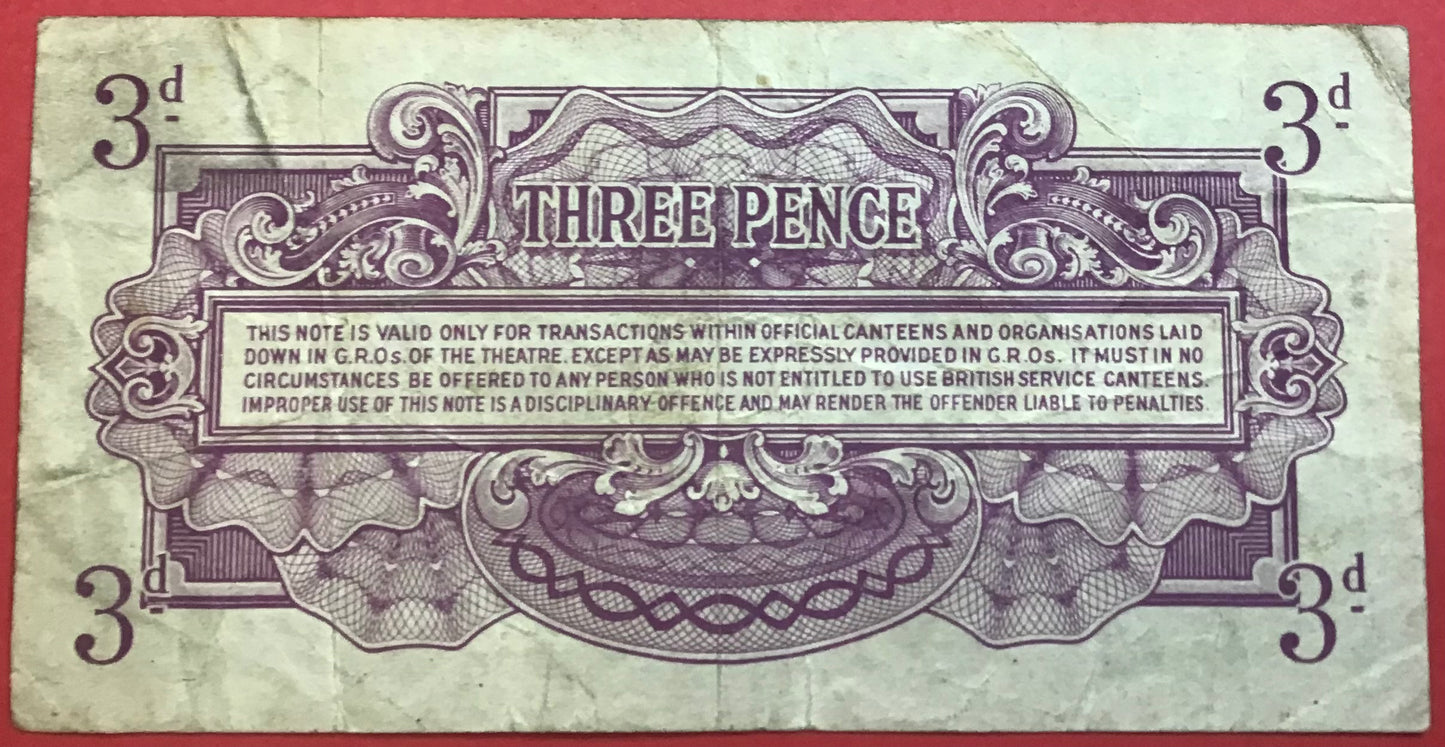 3d 3d
THREE PENCE
THIS NOTE IS VALID ONLY FOR TRANSACTIONS WITHIN OFFICIAL CANTEENS AND ORGANISATIONS LAID
DOWN IN G.R.Os. OF THE THEATRE. EXCEPT AS MAY BE EXPRESSLY PROVIDED IN G.R.Os. IT MUST IN NO
CIRCUMSTANCES BE OFFERED TO ANY PERSON WHO IS NOT ENTITLED TO USE BRITISH SERVICE CANTEENS.
IMPROPER USE OF THIS NOTE IS A DISCIPLINARY OFFENCE AND MAY RENDER THE OFFENDER LIABLE TO PENALTIES.
3d 3d